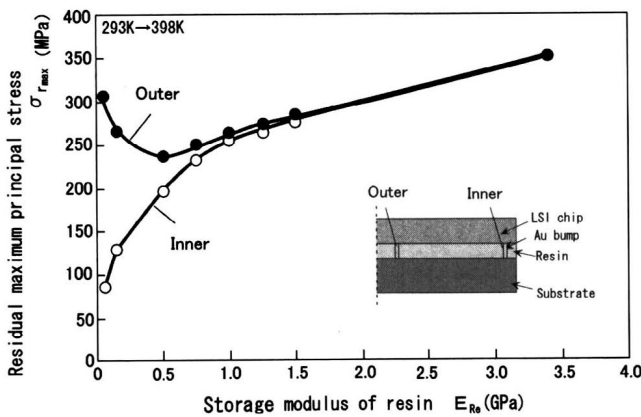 293K→398K
Residual maximum principal stress
σrmax (MPa)
400
350
300
250
200
150
100
50
0
Outer
Inner
Outer Inner
LSI chip
Au bump
Resin
Substrate
0 0.5 1.0 1.5 2.0 2.5 3.0 3.5 4.0
Storage modulus of resin ERe(GPa)